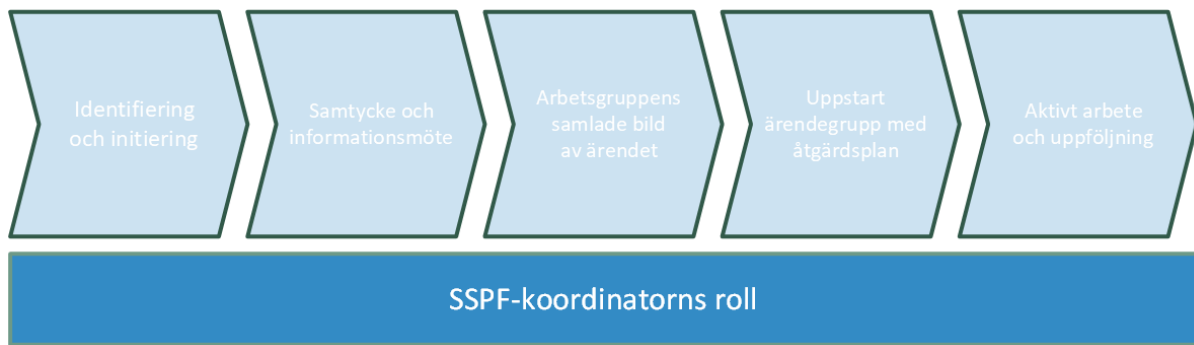 Identifiering
och initiering
Samtycke och
informationsmöte
Arbetsgruppens
samlade bild
av ärendet
Uppstart
ärendegrupp med
åtgärdsplan
Aktivt arbete
och uppföljning
SSPF-koordinatorns roll